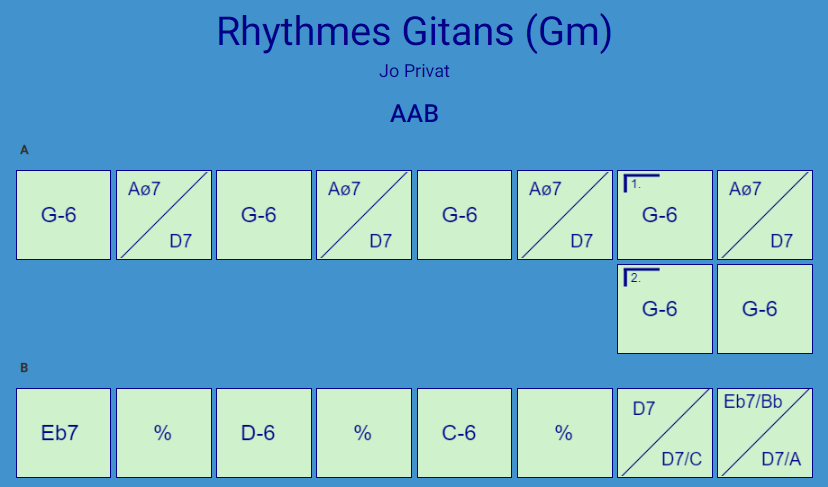 Rhythmes Gitans (Gm)
Jo Privat
AAB
A
G-6 Aø7 D7 G-6 Aø7 D7 G-6 Aø7 D7 1. G-6 Aø7 D7
2. G-6 G-6
B
Eb7 % D-6 % C-6 % D7 D7/C Eb7/Bb D7/A